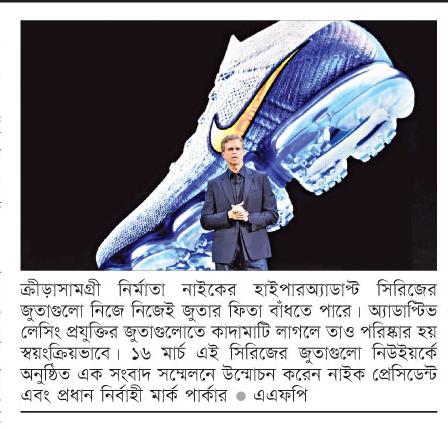 ক্রীড়াসামগ্রী নির্মাতা নাইকের হাইপারঅ্যাডাপ্ট সিরিজের
জুতাগুলো নিজে নিজেই জুতার ফিতা বাঁধতে পারে। অ্যাডাপ্টিভ
লেসিং প্রযুক্তির জুতাগুলোতে কাদামাটি লাগলে তাও পরিষ্কার হয়
স্বয়ংক্রিয়ভাবে। ১৬ মার্চ এই সিরিজের জুতাগুলো নিউইয়র্কে
অনুষ্ঠিত এক সংবাদ সম্মেলনে উন্মোচন করেন নাইক প্রেসিডেন্ট
এবং প্রধান নির্বাহী মার্ক পার্কার ● এএফপি